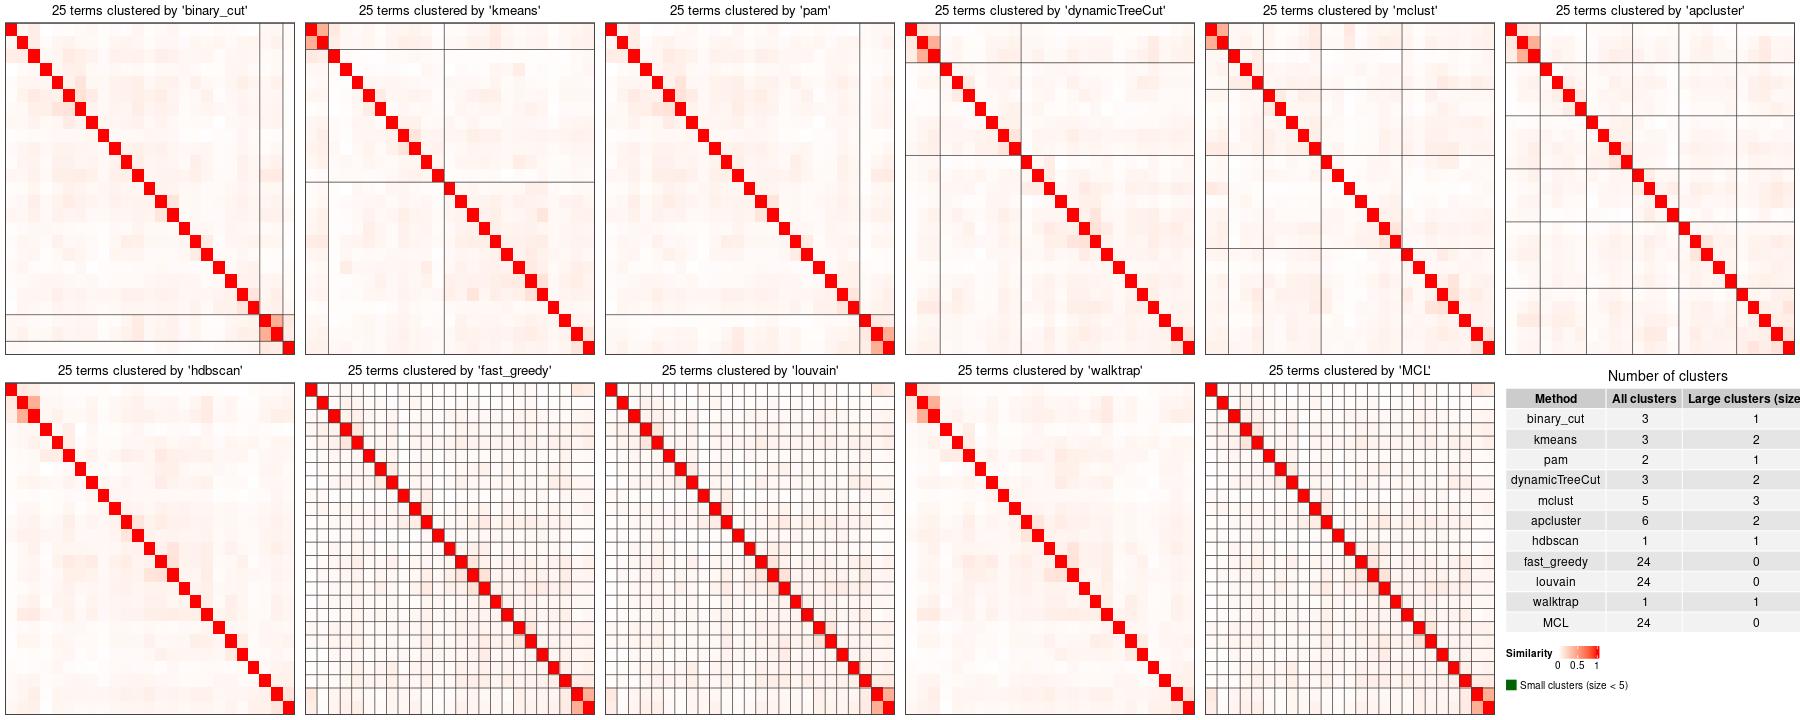 25 terms clustered by 'binary_cut'
25 terms clustered by 'kmeans'
25 terms clustered by 'pam'
25 terms clustered by 'dynamicTreeCut'
25 terms clustered by 'mclust'
25 terms clustered by 'apcluster'
25 terms clustered by 'hdbscan'
25 terms clustered by 'fast_greedy'
25 terms clustered by 'louvain'
25 terms clustered by 'walktrap'
25 terms clustered by 'MCL'
Number of clusters
Method All clusters Large clusters (size
binary_cut 3 1
kmeans 3 2
pam 2 1
dynamicTreeCut 3 2
mclust 5 3
apcluster 6 2
hdbscan 1 1
fast_greedy 24 0
louvain 24 0
walktrap 1 1
MCL 24 0
Similarity
0 0.5 1
Small clusters (size < 5)